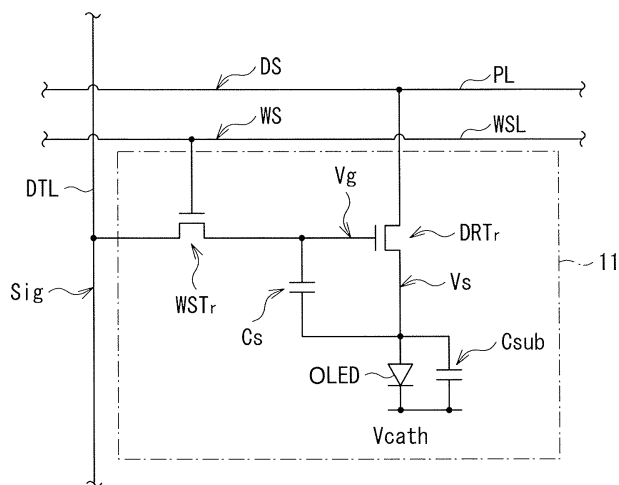 DS
PL
WS
WSL
DTL
Vg
DRTr
11
WSTr
Sig
Vs
Cs
Csub
OLED
Vcath